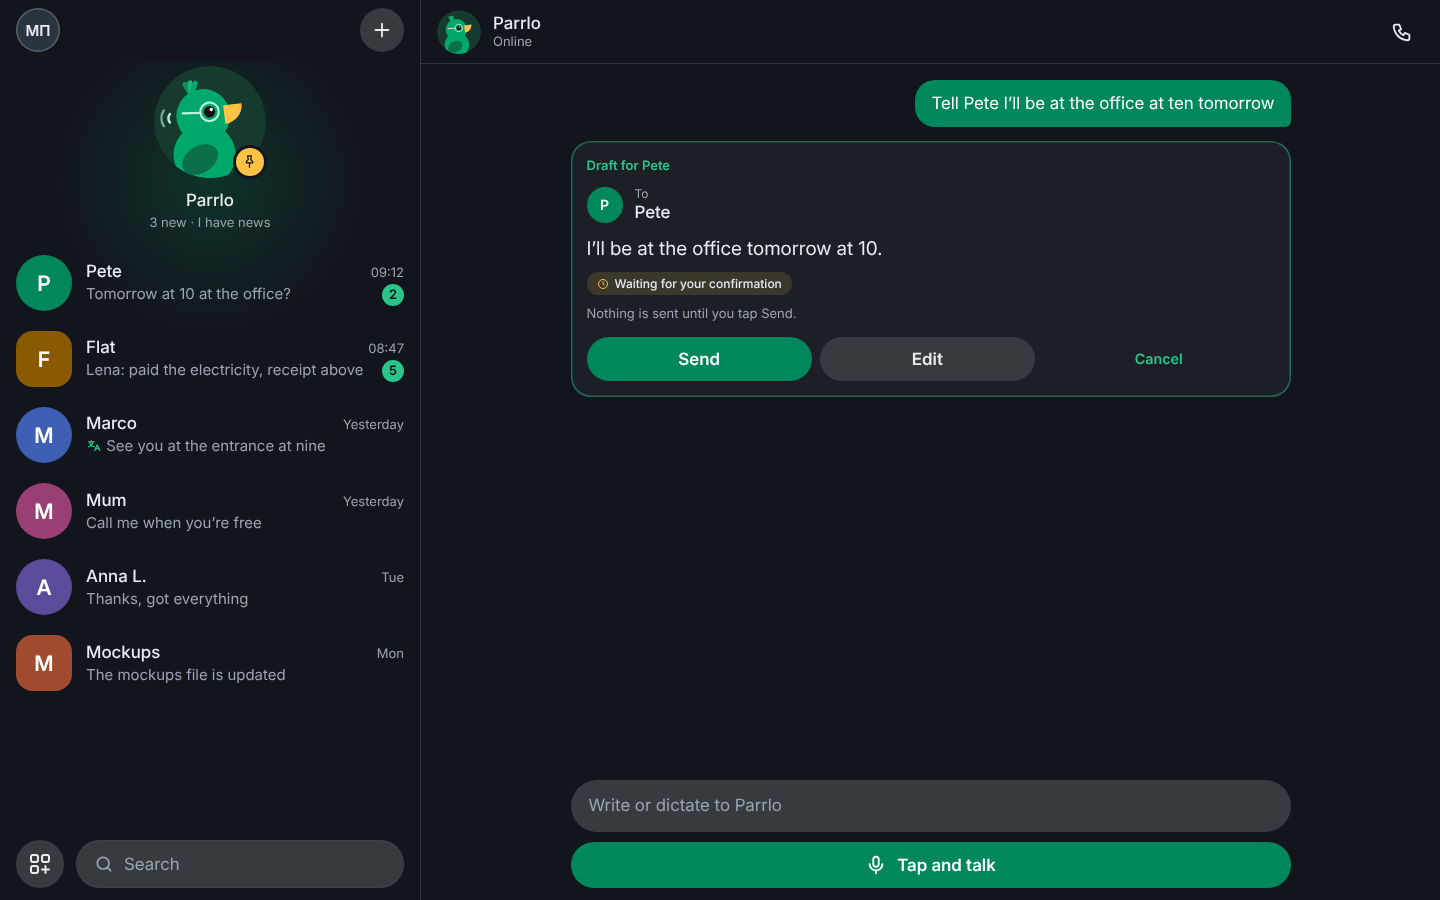 МП
Parrlo
3 new · I have news
Pete
09:12
Tomorrow at 10 at the office?
2
P
Flat
08:47
Lena: paid the electricity, receipt above
5
F
Marco
Yesterday
See you at the entrance at nine
M
Mum
Yesterday
Call me when you’re free
M
Anna L.
Tue
Thanks, got everything
A
Mockups
Mon
The mockups file is updated
M
Search
Parrlo
Online
Tell Pete I’ll be at the office at ten tomorrow
Draft for Pete
P
To
Pete
I’ll be at the office tomorrow at 10.
Waiting for your confirmation
Nothing is sent until you tap Send.
Send
Edit
Cancel
Write or dictate to Parrlo
Tap and talk